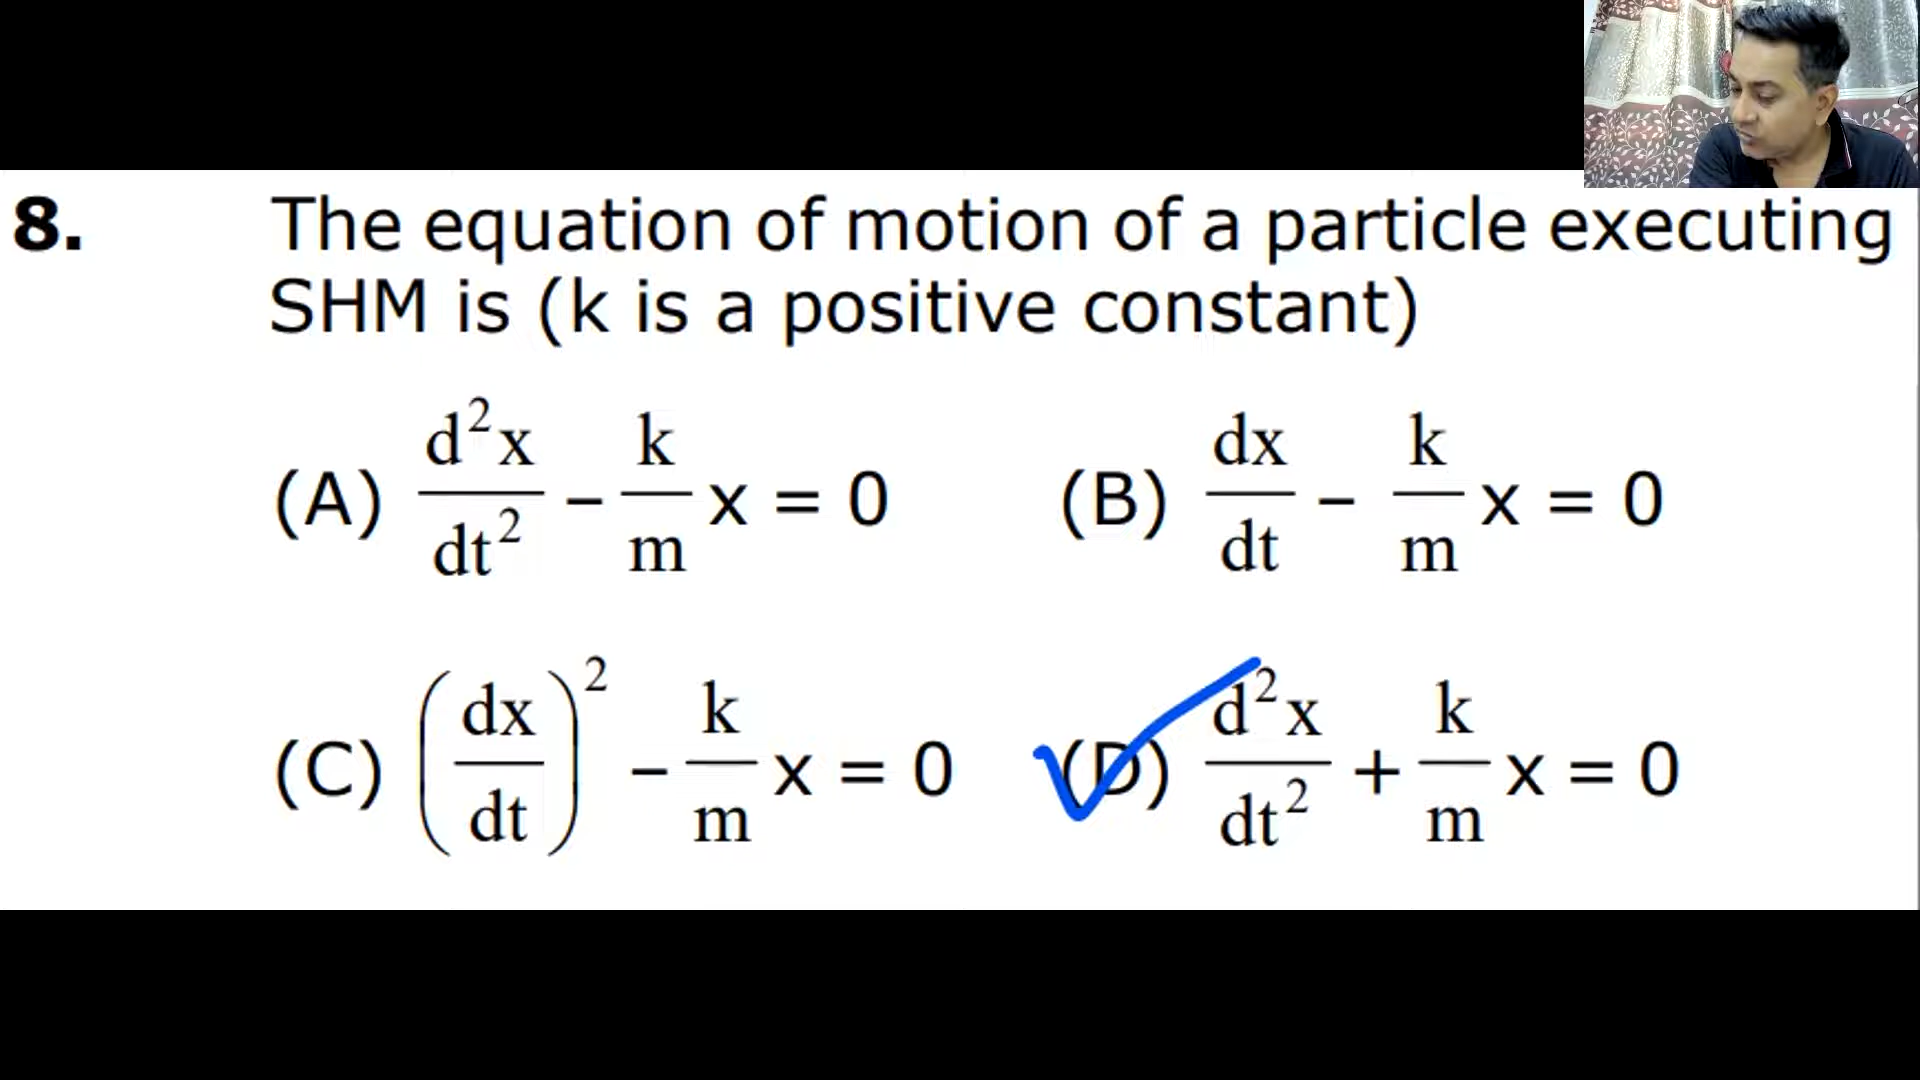 8. The equation of motion of a particle executing
SHM is (k is a positive constant)
(A) d²x/dt² – k/m x = 0 (B) dx/dt – k/m x = 0
(C) (dx/dt)² – k/m x = 0 (D) d²x/dt² + k/m x = 0